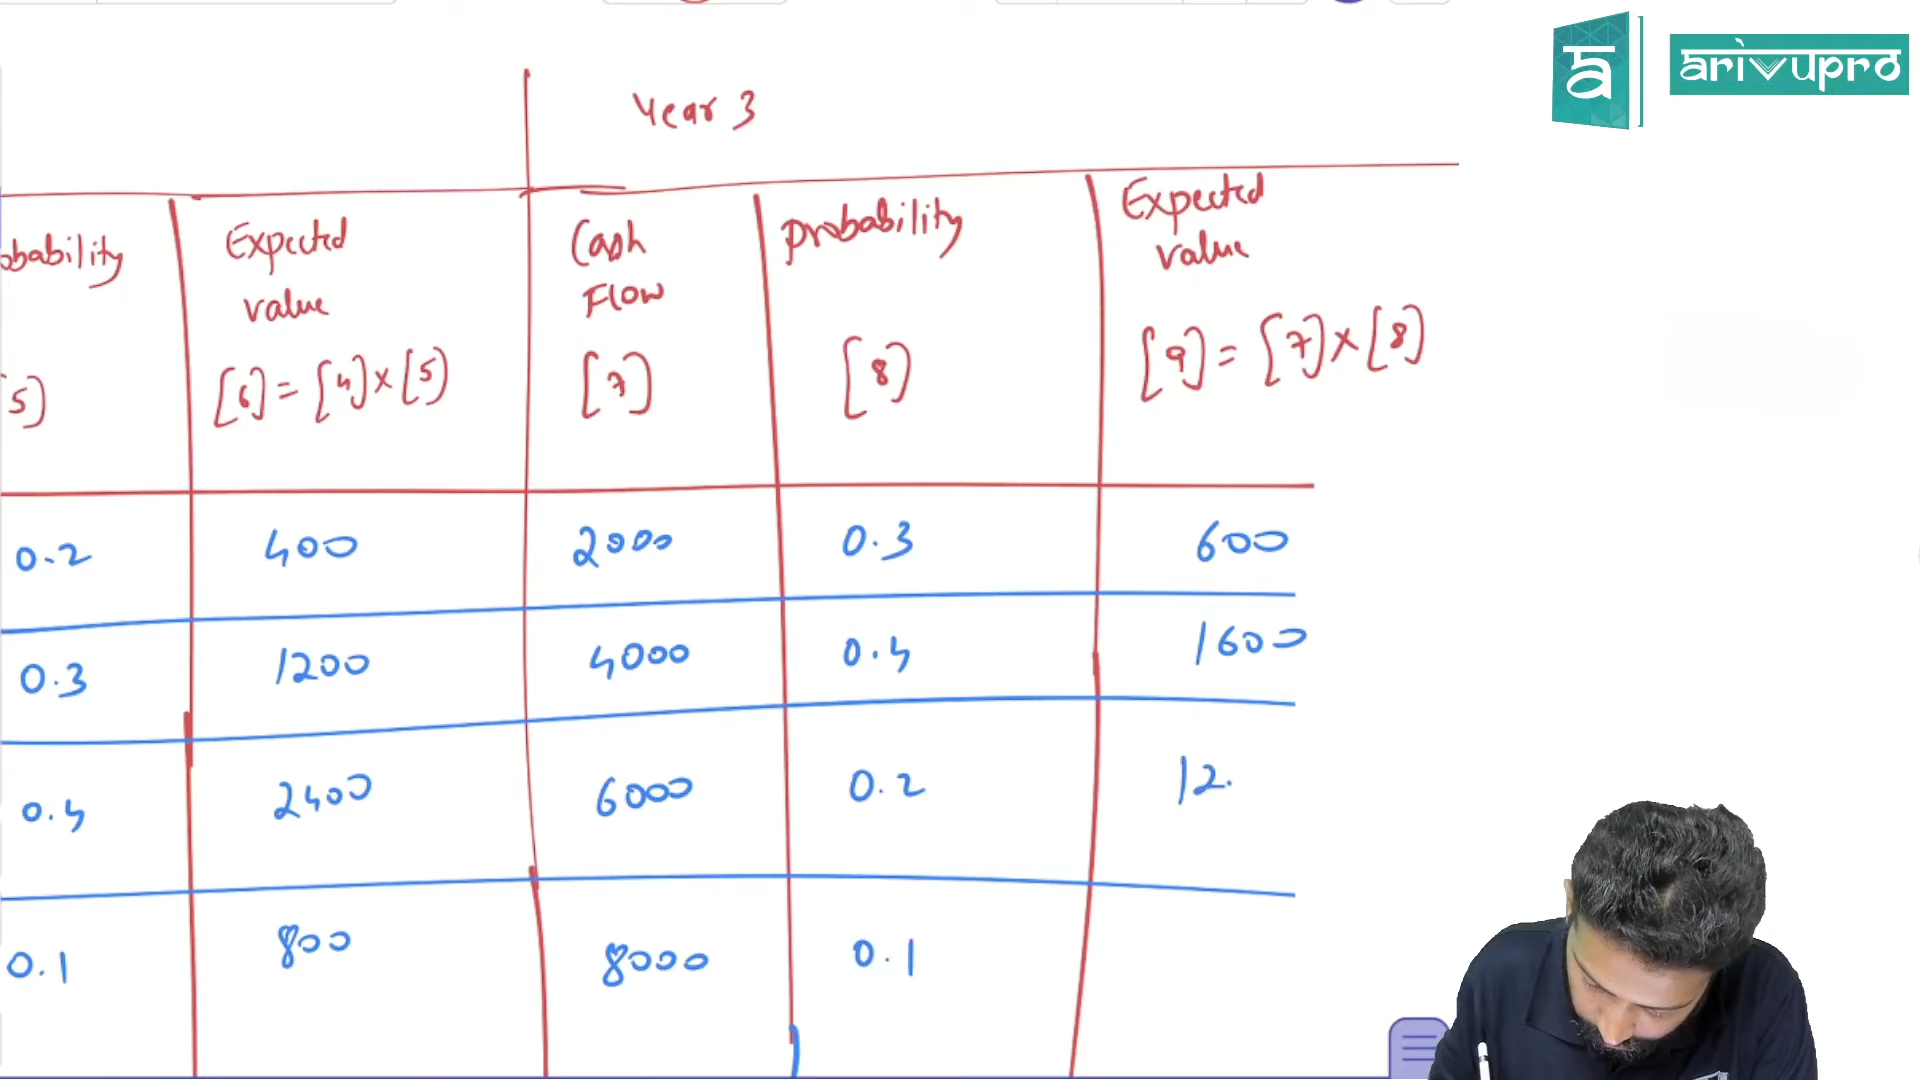 arivupro
Year 3
obability
Expected value
Cash Flow
probability
Expected value
5]
[6] = [4] x [5]
[7]
[8]
[9] = [7] x [8]
0.2 400 2000 0.3 600
0.3 1200 4000 0.4 1600
0.4 2400 6000 0.2 12.
0.1 800 8000 0.1